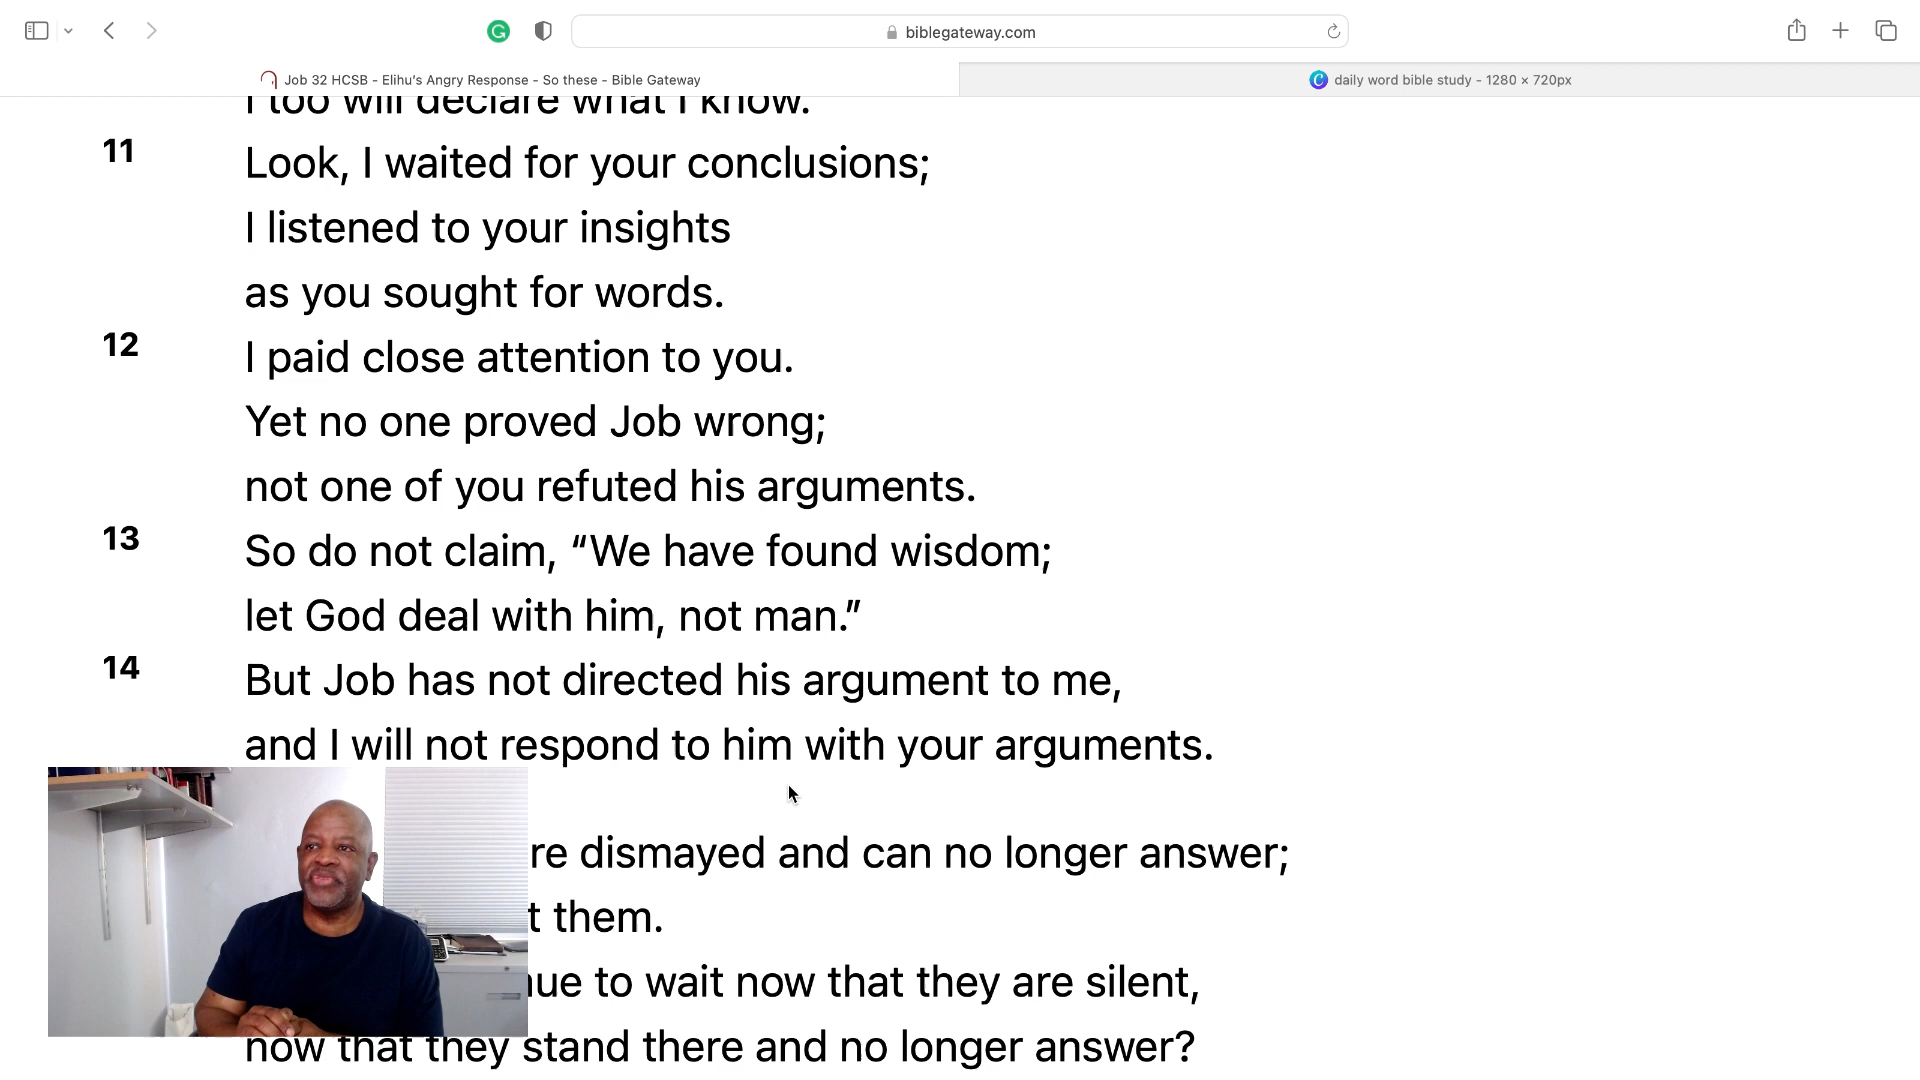 biblegateway.com
Job 32 HCSB - Elihu's Angry Response - So these - Bible Gateway
daily word bible study - 1280 × 720px
I too will declare what I know.
11 Look, I waited for your conclusions;
I listened to your insights
as you sought for words.
12 I paid close attention to you.
Yet no one proved Job wrong;
not one of you refuted his arguments.
13 So do not claim, “We have found wisdom;
let God deal with him, not man.”
14 But Job has not directed his argument to me,
and I will not respond to him with your arguments.
re dismayed and can no longer answer;
t them.
ue to wait now that they are silent,
now that they stand there and no longer answer?